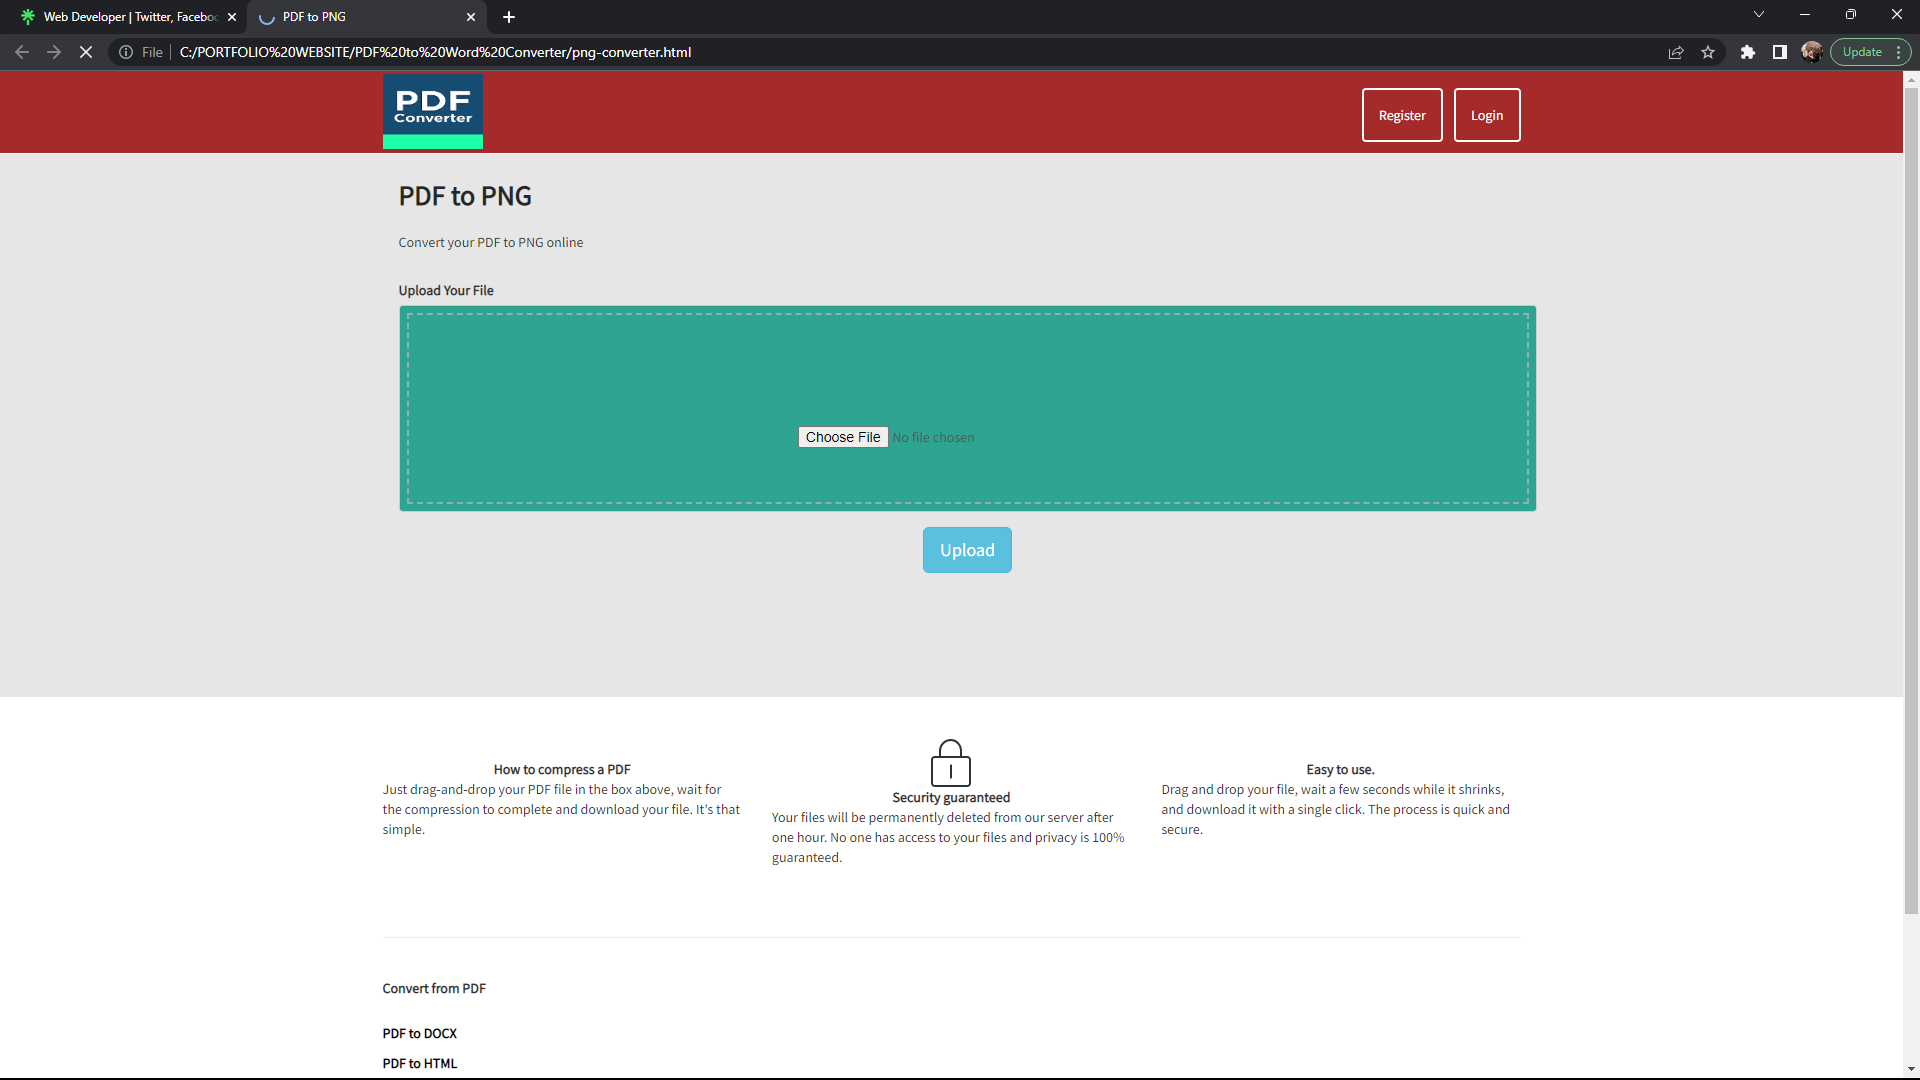 Web Developer | Twitter, Facebo
PDF to PNG
File
C:/PORTFOLIO%20WEBSITE/PDF%20to%20Word%20Converter/png-converter.html
Update
PDF
Converter
Register
Login
PDF to PNG
Convert your PDF to PNG online
Upload Your File
Choose File
No file chosen
Upload
How to compress a PDF
Just drag-and-drop your PDF file in the box above, wait for
the compression to complete and download your file. It's that
simple.
Security guaranteed
Your files will be permanently deleted from our server after
one hour. No one has access to your files and privacy is 100%
guaranteed.
Easy to use.
Drag and drop your file, wait a few seconds while it shrinks,
and download it with a single click. The process is quick and
secure.
Convert from PDF
PDF to DOCX
PDF to HTML